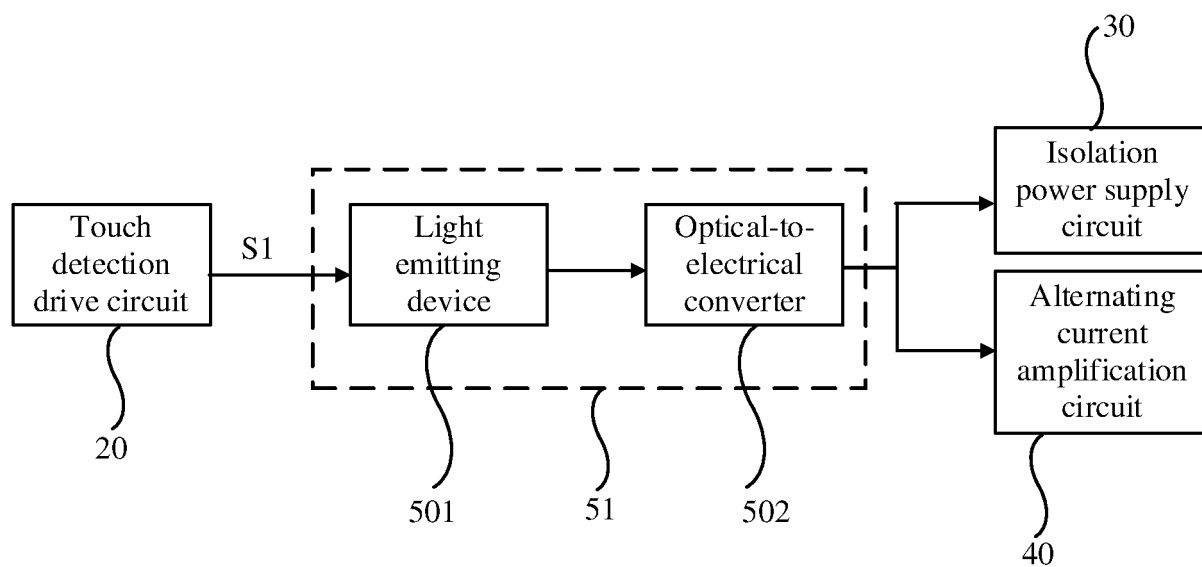 30
Isolation
power supply
circuit
Touch
detection
drive circuit
S1
Light
emitting
device
Optical-to-
electrical
converter
Alternating
current
amplification
circuit
20
501
51
502
40